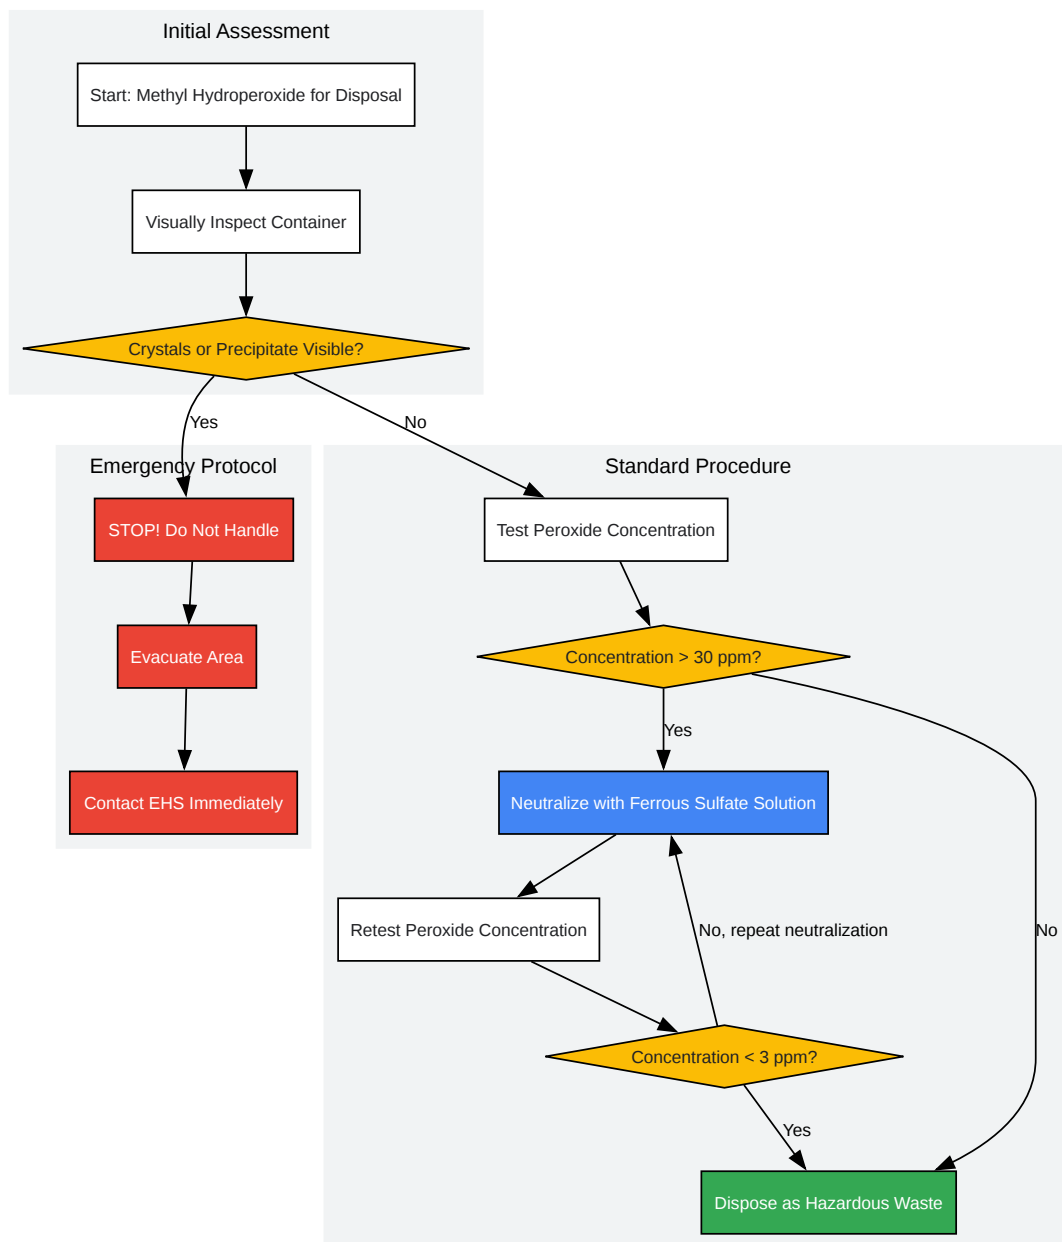 Initial Assessment
Start: Methyl Hydroperoxide for Disposal
Visually Inspect Container
Crystals or Precipitate Visible?
Yes
No
Emergency Protocol
STOP! Do Not Handle
Evacuate Area
Contact EHS Immediately
Standard Procedure
Test Peroxide Concentration
Concentration > 30 ppm?
Yes
No
Neutralize with Ferrous Sulfate Solution
Retest Peroxide Concentration
No, repeat neutralization
Concentration < 3 ppm?
Yes
Dispose as Hazardous Waste